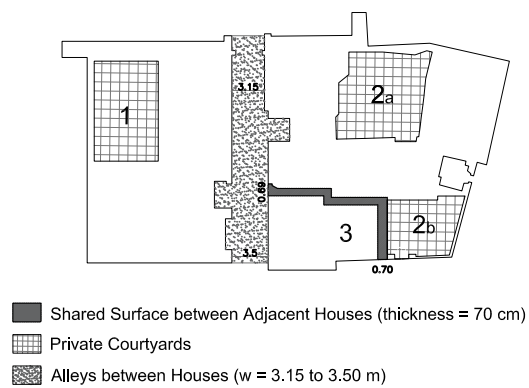 3.15
1
2a
0.69
3
2b
3.5
0.70
Shared Surface between Adjacent Houses (thickness = 70 cm)
Private Courtyards
Alleys between Houses (w = 3.15 to 3.50 m)